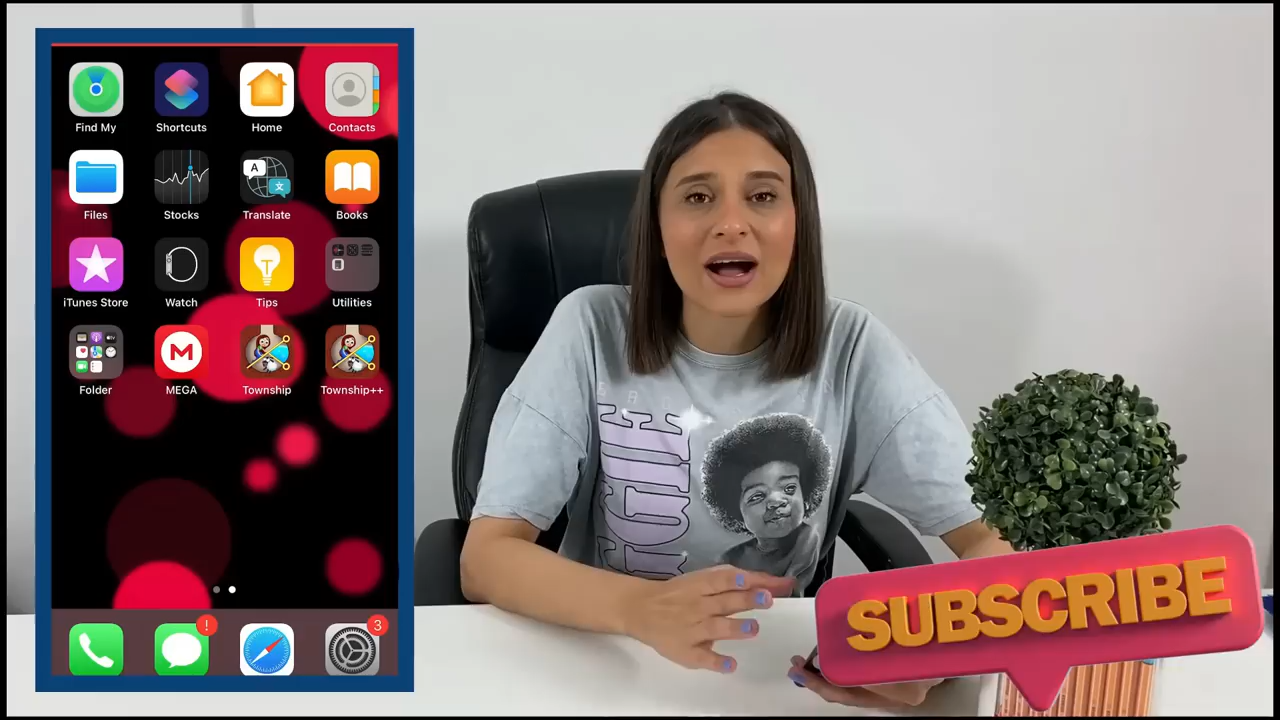 Find My
Shortcuts
Home
Contacts
Files
Stocks
A
Translate
Books
iTunes Store
Watch
T
Tips
Utilities
Folder
M
MEGA
Township
Township++
!
3
SUBSCRIBE